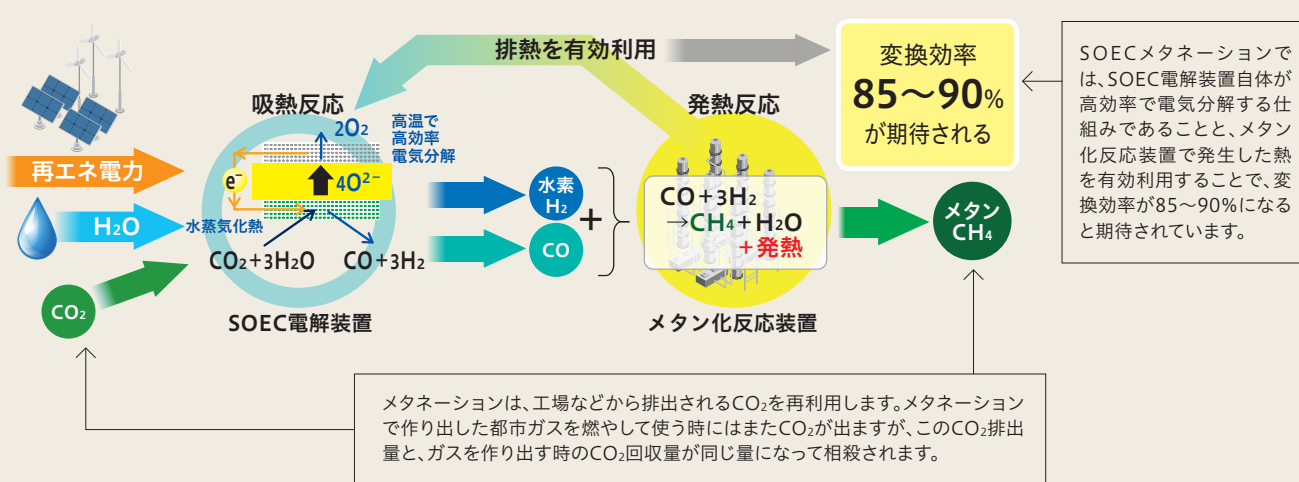 排熱を有効利用
変換効率
85〜90%
が期待される
SOECメタネーションで
は、SOEC電解装置自体が
高効率で電気分解する仕
組みであることと、メタン
化反応装置で発生した熱
を有効利用することで、変
換効率が85〜90%になる
と期待されています。
吸熱反応
発熱反応
2O₂
高温で
高効率
電気分解
再エネ電力
e⁻
4O²⁻
H₂O
水蒸気化熱
CO₂+3H₂O
CO+3H₂
水素
H₂
+
CO
CO+3H₂
→CH₄+H₂O
+発熱
メタン
CH₄
CO₂
SOEC電解装置
メタン化反応装置
メタネーションは、工場などから排出されるCO₂を再利用します。メタネーション
で作り出した都市ガスを燃やして使う時にはまたCO₂が出ますが、このCO₂排出
量と、ガスを作り出す時のCO₂回収量が同じ量になって相殺されます。